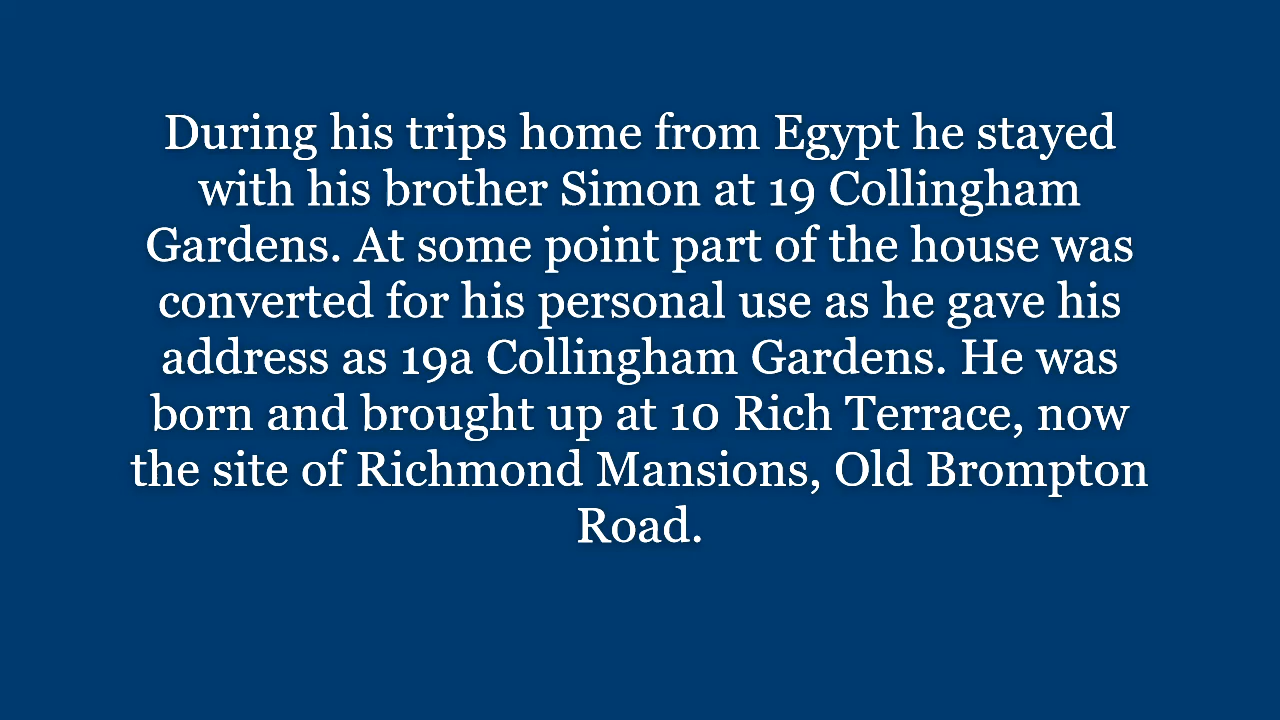 During his trips home from Egypt he stayed
with his brother Simon at 19 Collingham
Gardens. At some point part of the house was
converted for his personal use as he gave his
address as 19a Collingham Gardens. He was
born and brought up at 10 Rich Terrace, now
the site of Richmond Mansions, Old Brompton
Road.